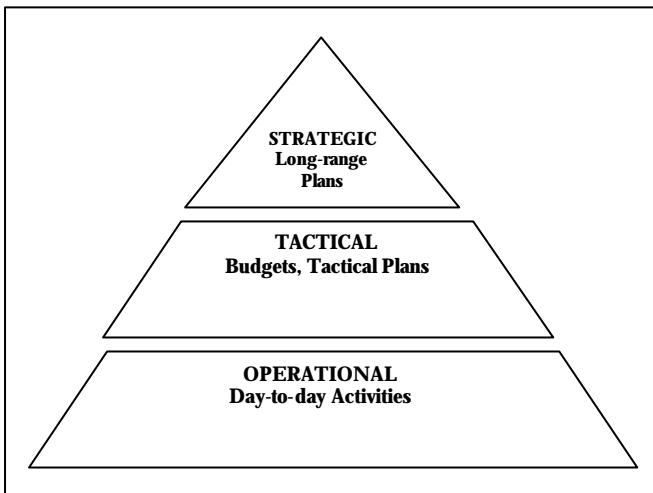 STRATEGIC
Long-range
Plans
TACTICAL
Budgets, Tactical Plans
OPERATIONAL
Day-to-day Activities